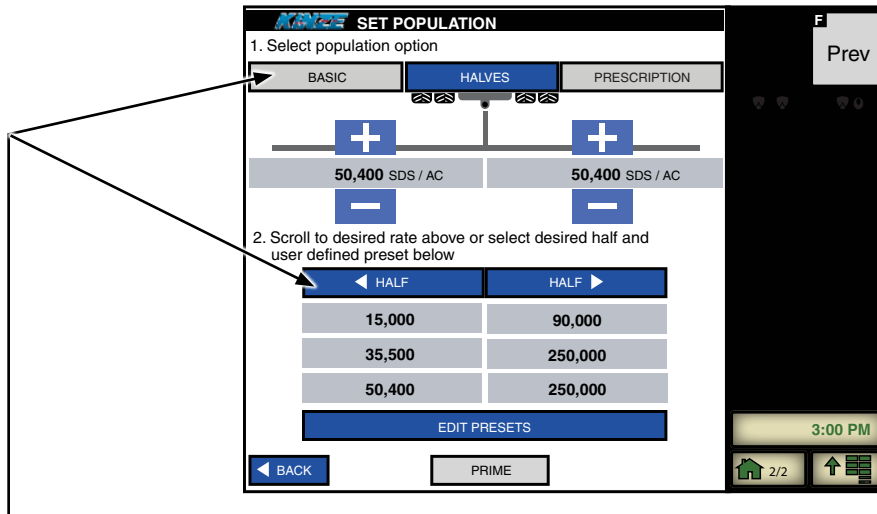 KINZE SET POPULATION
F
Prev
1. Select population option
BASIC HALVES PRESCRIPTION
50,400 SDS / AC 50,400 SDS / AC
2. Scroll to desired rate above or select desired half and
user defined preset below
HALF HALF
15,000 90,000
35,500 250,000
50,400 250,000
EDIT PRESETS
3:00 PM
BACK PRIME
2/2